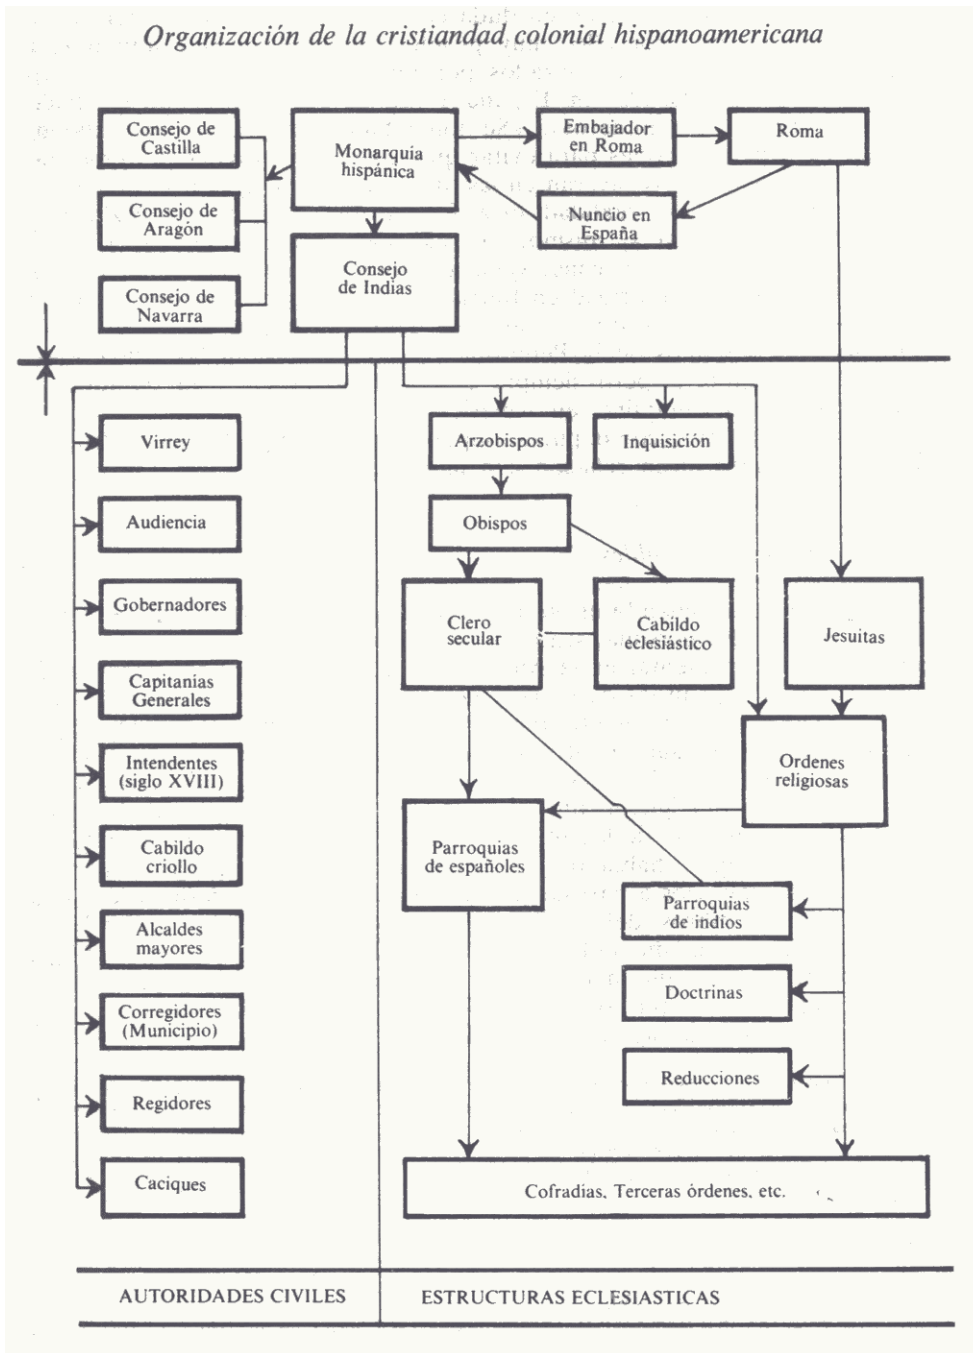 Organización de la cristiandad colonial hispanoamericana
Consejo de
Castilla
Monarquía
hispánica
Embajador
en Roma
Roma
Consejo de
Aragón
Nuncio en
España
Consejo
de Indias
Consejo de
Navarra
Virrey
Audiencia
Gobernadores
Capitanías
Generales
Intendentes
(siglo XVIII)
Cabildo
criollo
Alcaldes
mayores
Corregidores
(Municipio)
Regidores
Caciques
Arzobispos
Inquisición
Obispos
Clero
secular
Cabildo
eclesiástico
Jesuitas
Ordenes
religiosas
Parroquias
de españoles
Parroquias
de indios
Doctrinas
Reducciones
Cofradías, Terceras órdenes, etc.
AUTORIDADES CIVILES
ESTRUCTURAS ECLESIASTICAS